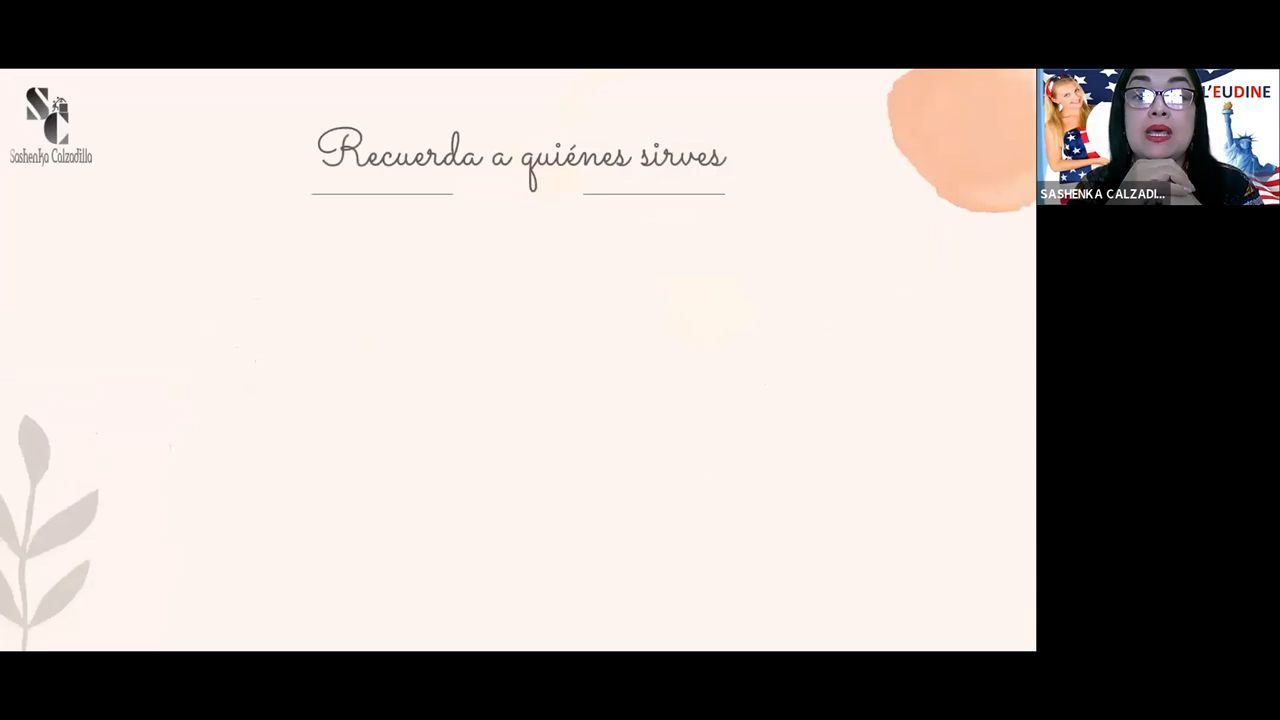 Sashenka Calzadilla
Recuerda a quiénes sirves
L'EUDINE
SASHENKA CALZADI...